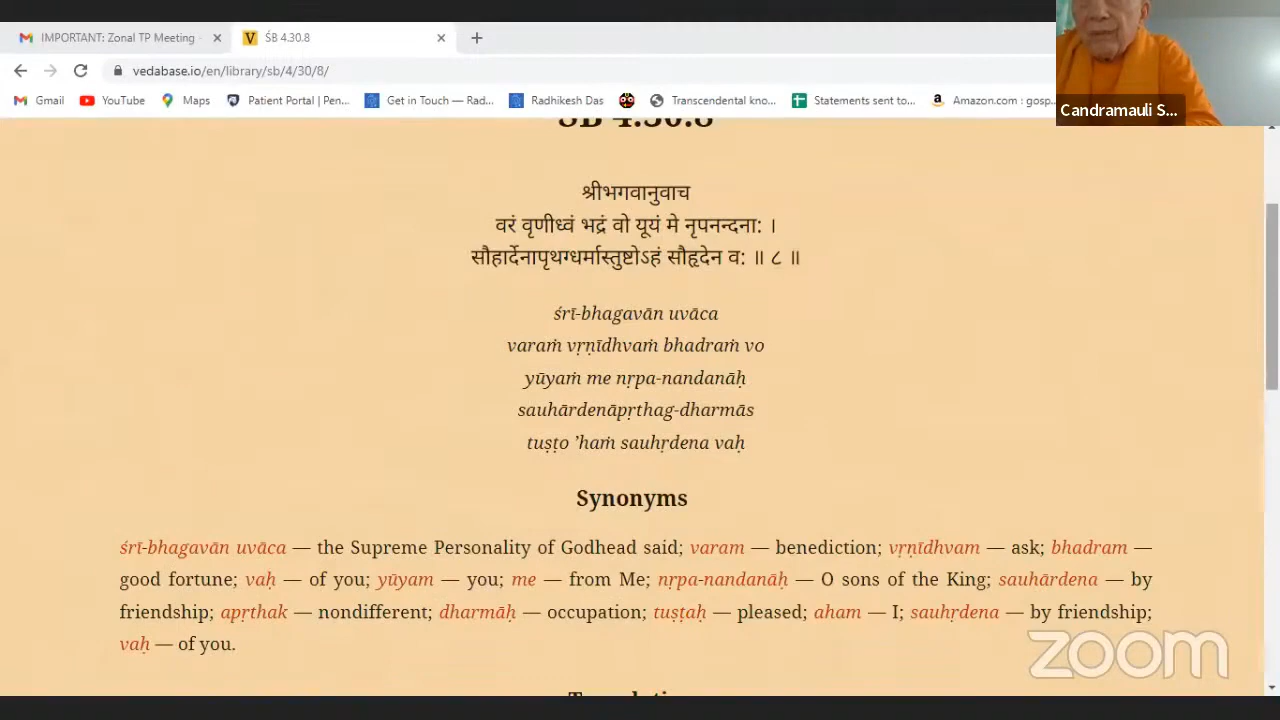 IMPORTANT: Zonal TP Meeting -
ŚB 4.30.8
vedabase.io/en/library/sb/4/30/8/
Gmail YouTube Maps Patient Portal | Pen... Get in Touch — Rad... Radhikesh Das Transcendental kno... Statements sent to... Amazon.com : gosp...
Candramauli S...
ŚB 4.30.8
श्रीभगवानुवाच
वरं वृणीध्वं भद्रं वो यूयं मे नृपनन्दना: ।
सौहार्देनापृथग्धर्मास्तुष्टोऽहं सौहृदेन व: ॥ ८ ॥
śrī-bhagavān uvāca
varaṁ vṛṇīdhvaṁ bhadraṁ vo
yūyaṁ me nṛpa-nandanāḥ
sauhārdenāpṛthag-dharmās
tuṣṭo ’haṁ sauhṛdena vaḥ
Synonyms
śrī-bhagavān uvāca — the Supreme Personality of Godhead said; varam — benediction; vṛṇīdhvam — ask; bhadram —
good fortune; vaḥ — of you; yūyam — you; me — from Me; nṛpa-nandanāḥ — O sons of the King; sauhārdena — by
friendship; apṛthak — nondifferent; dharmāḥ — occupation; tuṣṭaḥ — pleased; aham — I; sauhṛdena — by friendship;
vaḥ — of you.
zoom